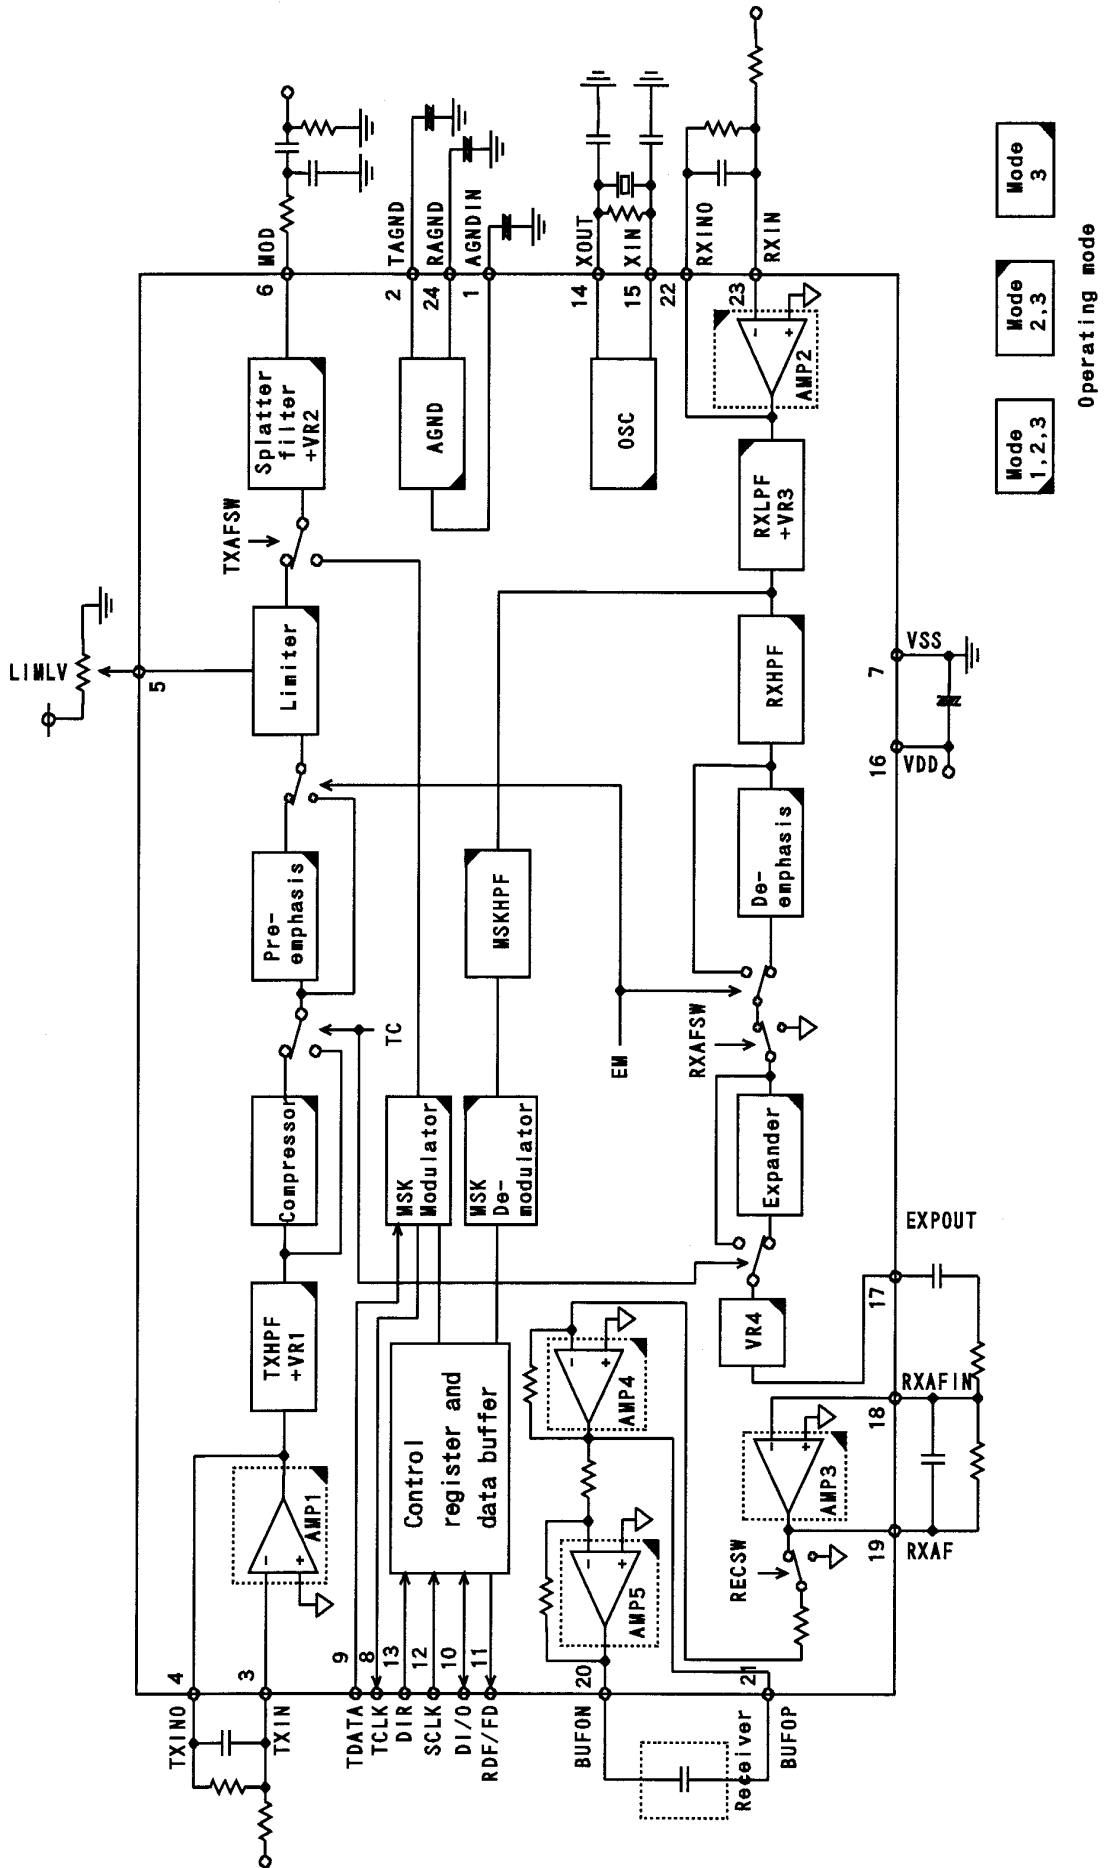 LIMLV
5
TXINO
4
TXIN
3
AMP1
TXHPF
+VR1
Compressor
TC
Pre-
emphasis
Limiter
TXAFSW
Splatter
filter
+VR2
6
MOD
TDATA
9
TCLK
8
DIR
13
SCLK
12
DI/O
10
RDF/FD
11
Control
register and
data buffer
MSK
Modulator
MSK
De-
modulator
MSKHPF
EM
AGND
2
TAGND
24
RAGND
1
AGNDIN
OSC
14
XOUT
15
XIN
22
RXINO
23
RXIN
AMP2
RXLPF
+VR3
RXHPF
De-
emphasis
RXAFSW
Expander
VR4
AMP4
AMP5
BUFON
20
BUFOP
21
Receiver
AMP3
RECSW
19
RXAF
18
RXAFIN
17
EXPOUT
16
VDD
7
VSS
Mode
1,2,3
Mode
2,3
Mode
3
Operating mode
- + - + - + - + - +